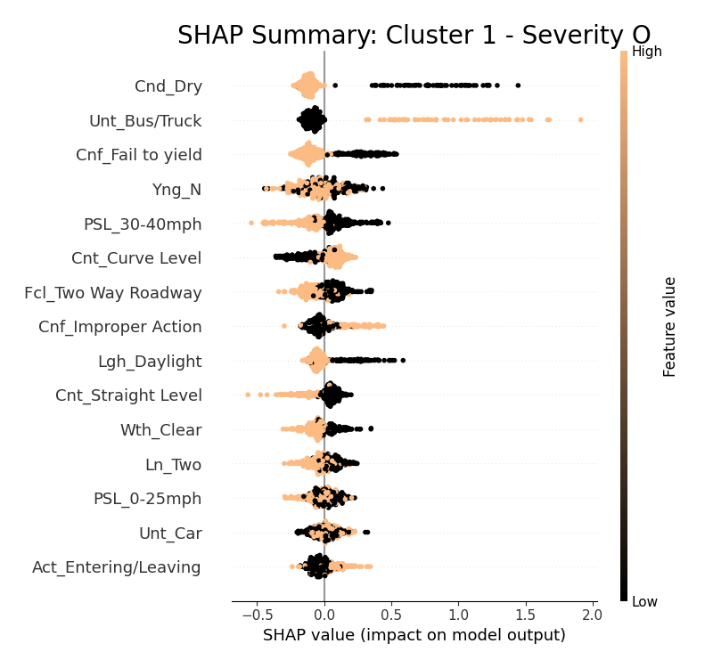 SHAP Summary: Cluster 1 - Severity O
High
Cnd_Dry
Unt_Bus/Truck
Cnf_Fail to yield
Yng_N
PSL_30-40mph
Cnt_Curve Level
Fcl_Two Way Roadway
Cnf_Improper Action
Lgh_Daylight
Cnt_Straight Level
Wth_Clear
Ln_Two
PSL_0-25mph
Unt_Car
Act_Entering/Leaving
Feature value
Low
−0.5 0.0 0.5 1.0 1.5 2.0
SHAP value (impact on model output)